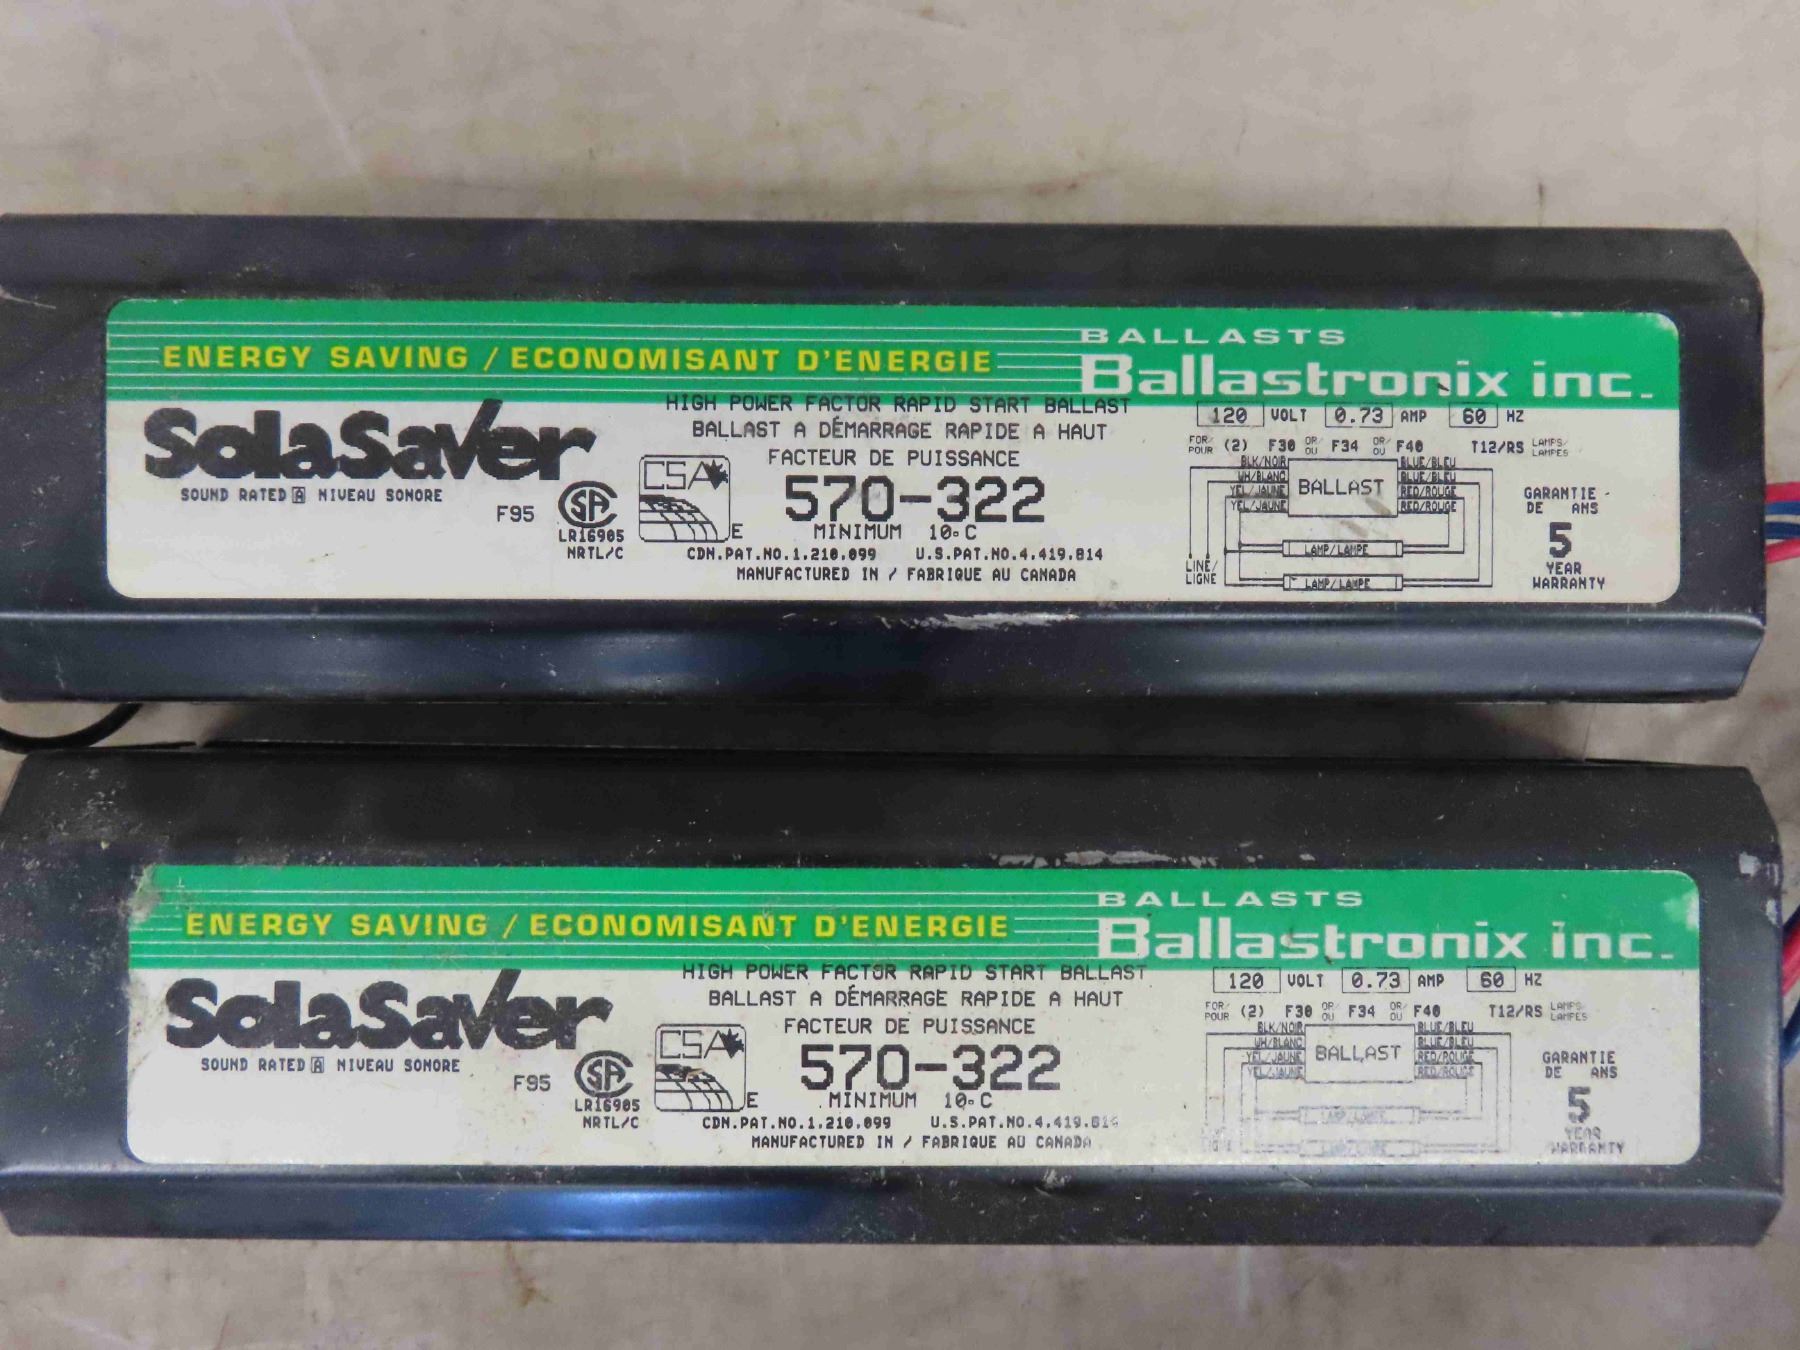 BALLASTS
ENERGY SAVING / ECONOMISANT D'ENERGIE
Ballastronix inc.
SolaSaver
SOUND RATED A NIVEAU SONORE
F95
LR16905
NRTL/C
CSA
E
HIGH POWER FACTOR RAPID START BALLAST
BALLAST A DÉMARRAGE RAPIDE A HAUT
FACTEUR DE PUISSANCE
570-322
MINIMUM 10°C
CDN.PAT.NO.1.210.099 U.S.PAT.NO.4.419.814
MANUFACTURED IN / FABRIQUE AU CANADA
120 VOLT 0.73 AMP 60 HZ
FOR/POUR (2) F30 OR/OU F34 OR/OU F40 T12/RS LAMPS/LAMPES
BLK/NOIR BLUE/BLEU
WH/BLANC BLUE/BLEU
YEL/JAUNE BALLAST RED/ROUGE
YEL/JAUNE RED/ROUGE
LAMP/LAMPE
LINE/
LIGNE
LAMP/LAMPE
GARANTIE
DE ANS
5
YEAR
WARRANTY
BALLASTS
ENERGY SAVING / ECONOMISANT D'ENERGIE
Ballastronix inc.
SolaSaver
SOUND RATED A NIVEAU SONORE
F95
LR16905
NRTL/C
CSA
E
HIGH POWER FACTOR RAPID START BALLAST
BALLAST A DÉMARRAGE RAPIDE A HAUT
FACTEUR DE PUISSANCE
570-322
MINIMUM 10°C
CDN.PAT.NO.1.210.099 U.S.PAT.NO.4.419.814
MANUFACTURED IN / FABRIQUE AU CANADA
120 VOLT 0.73 AMP 60 HZ
FOR/POUR (2) F30 OR/OU F34 OR/OU F40 T12/RS LAMPS/LAMPES
BLK/NOIR BLUE/BLEU
WH/BLANC BLUE/BLEU
YEL/JAUNE BALLAST RED/ROUGE
YEL/JAUNE RED/ROUGE
GARANTIE
DE ANS
5
YEAR
WARRANTY